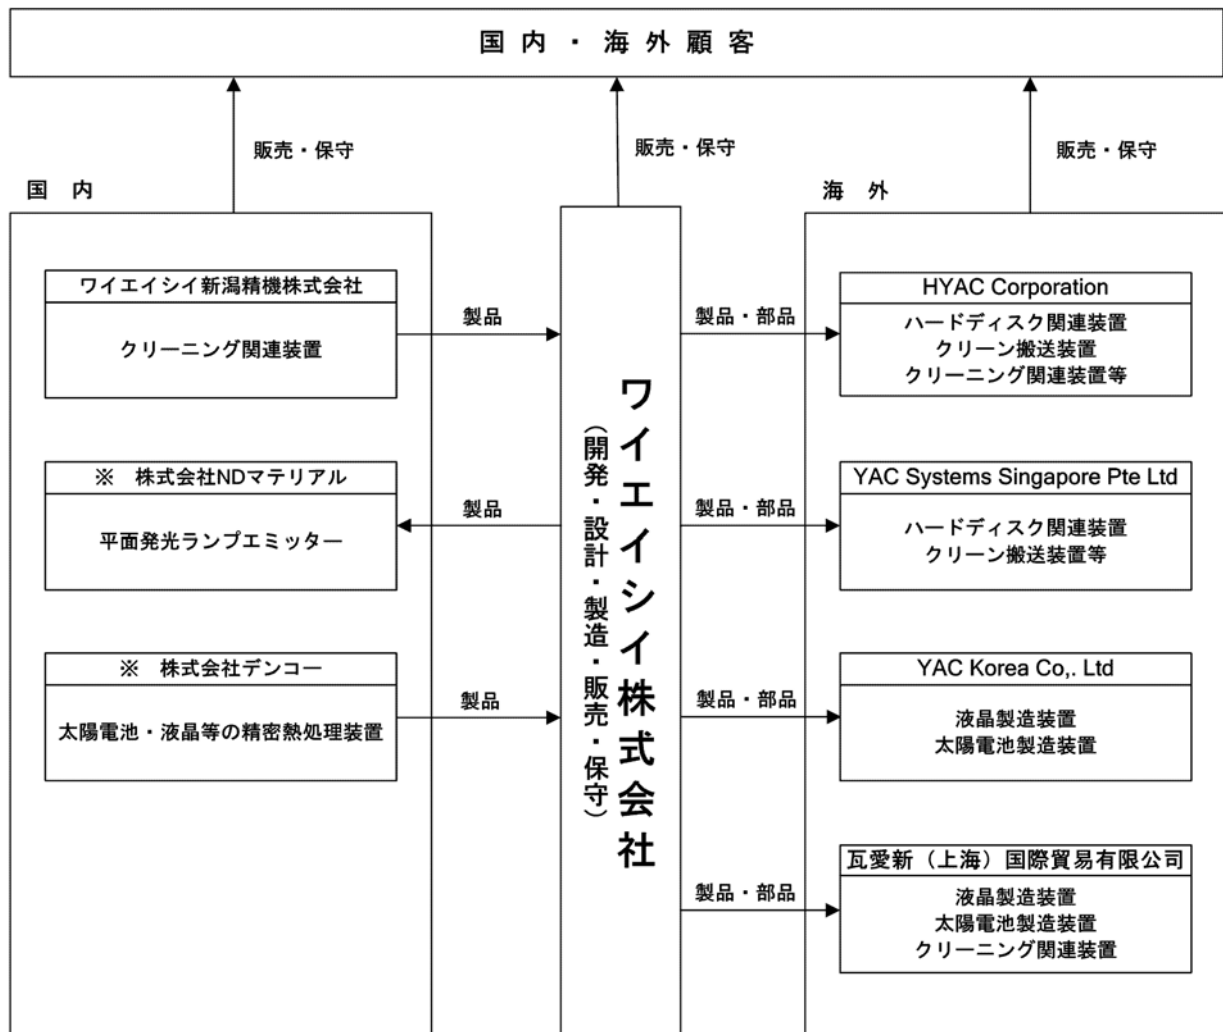 国内・海外顧客
販売・保守
販売・保守
販売・保守
国内
ワイエイシイ新潟精機株式会社
クリーニング関連装置
製品
※ 株式会社NDマテリアル
平面発光ランプエミッター
製品
※ 株式会社デンコー
太陽電池・液晶等の精密熱処理装置
製品
ワイエイシイ株式会社
（開発・設計・製造・販売・保守）
海外
製品・部品
HYAC Corporation
ハードディスク関連装置
クリーン搬送装置
クリーニング関連装置等
製品・部品
YAC Systems Singapore Pte Ltd
ハードディスク関連装置
クリーン搬送装置等
製品・部品
YAC Korea Co,. Ltd
液晶製造装置
太陽電池製造装置
製品・部品
瓦愛新（上海）国際貿易有限公司
液晶製造装置
太陽電池製造装置
クリーニング関連装置